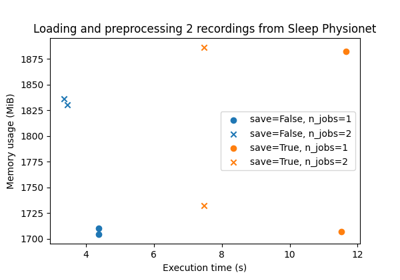 Loading and preprocessing 2 recordings from Sleep Physionet
1875
1850
1825
1800
1775
1750
1725
1700
Memory usage (MiB)
save=False, n_jobs=1
save=False, n_jobs=2
save=True, n_jobs=1
save=True, n_jobs=2
4 6 8 10 12
Execution time (s)